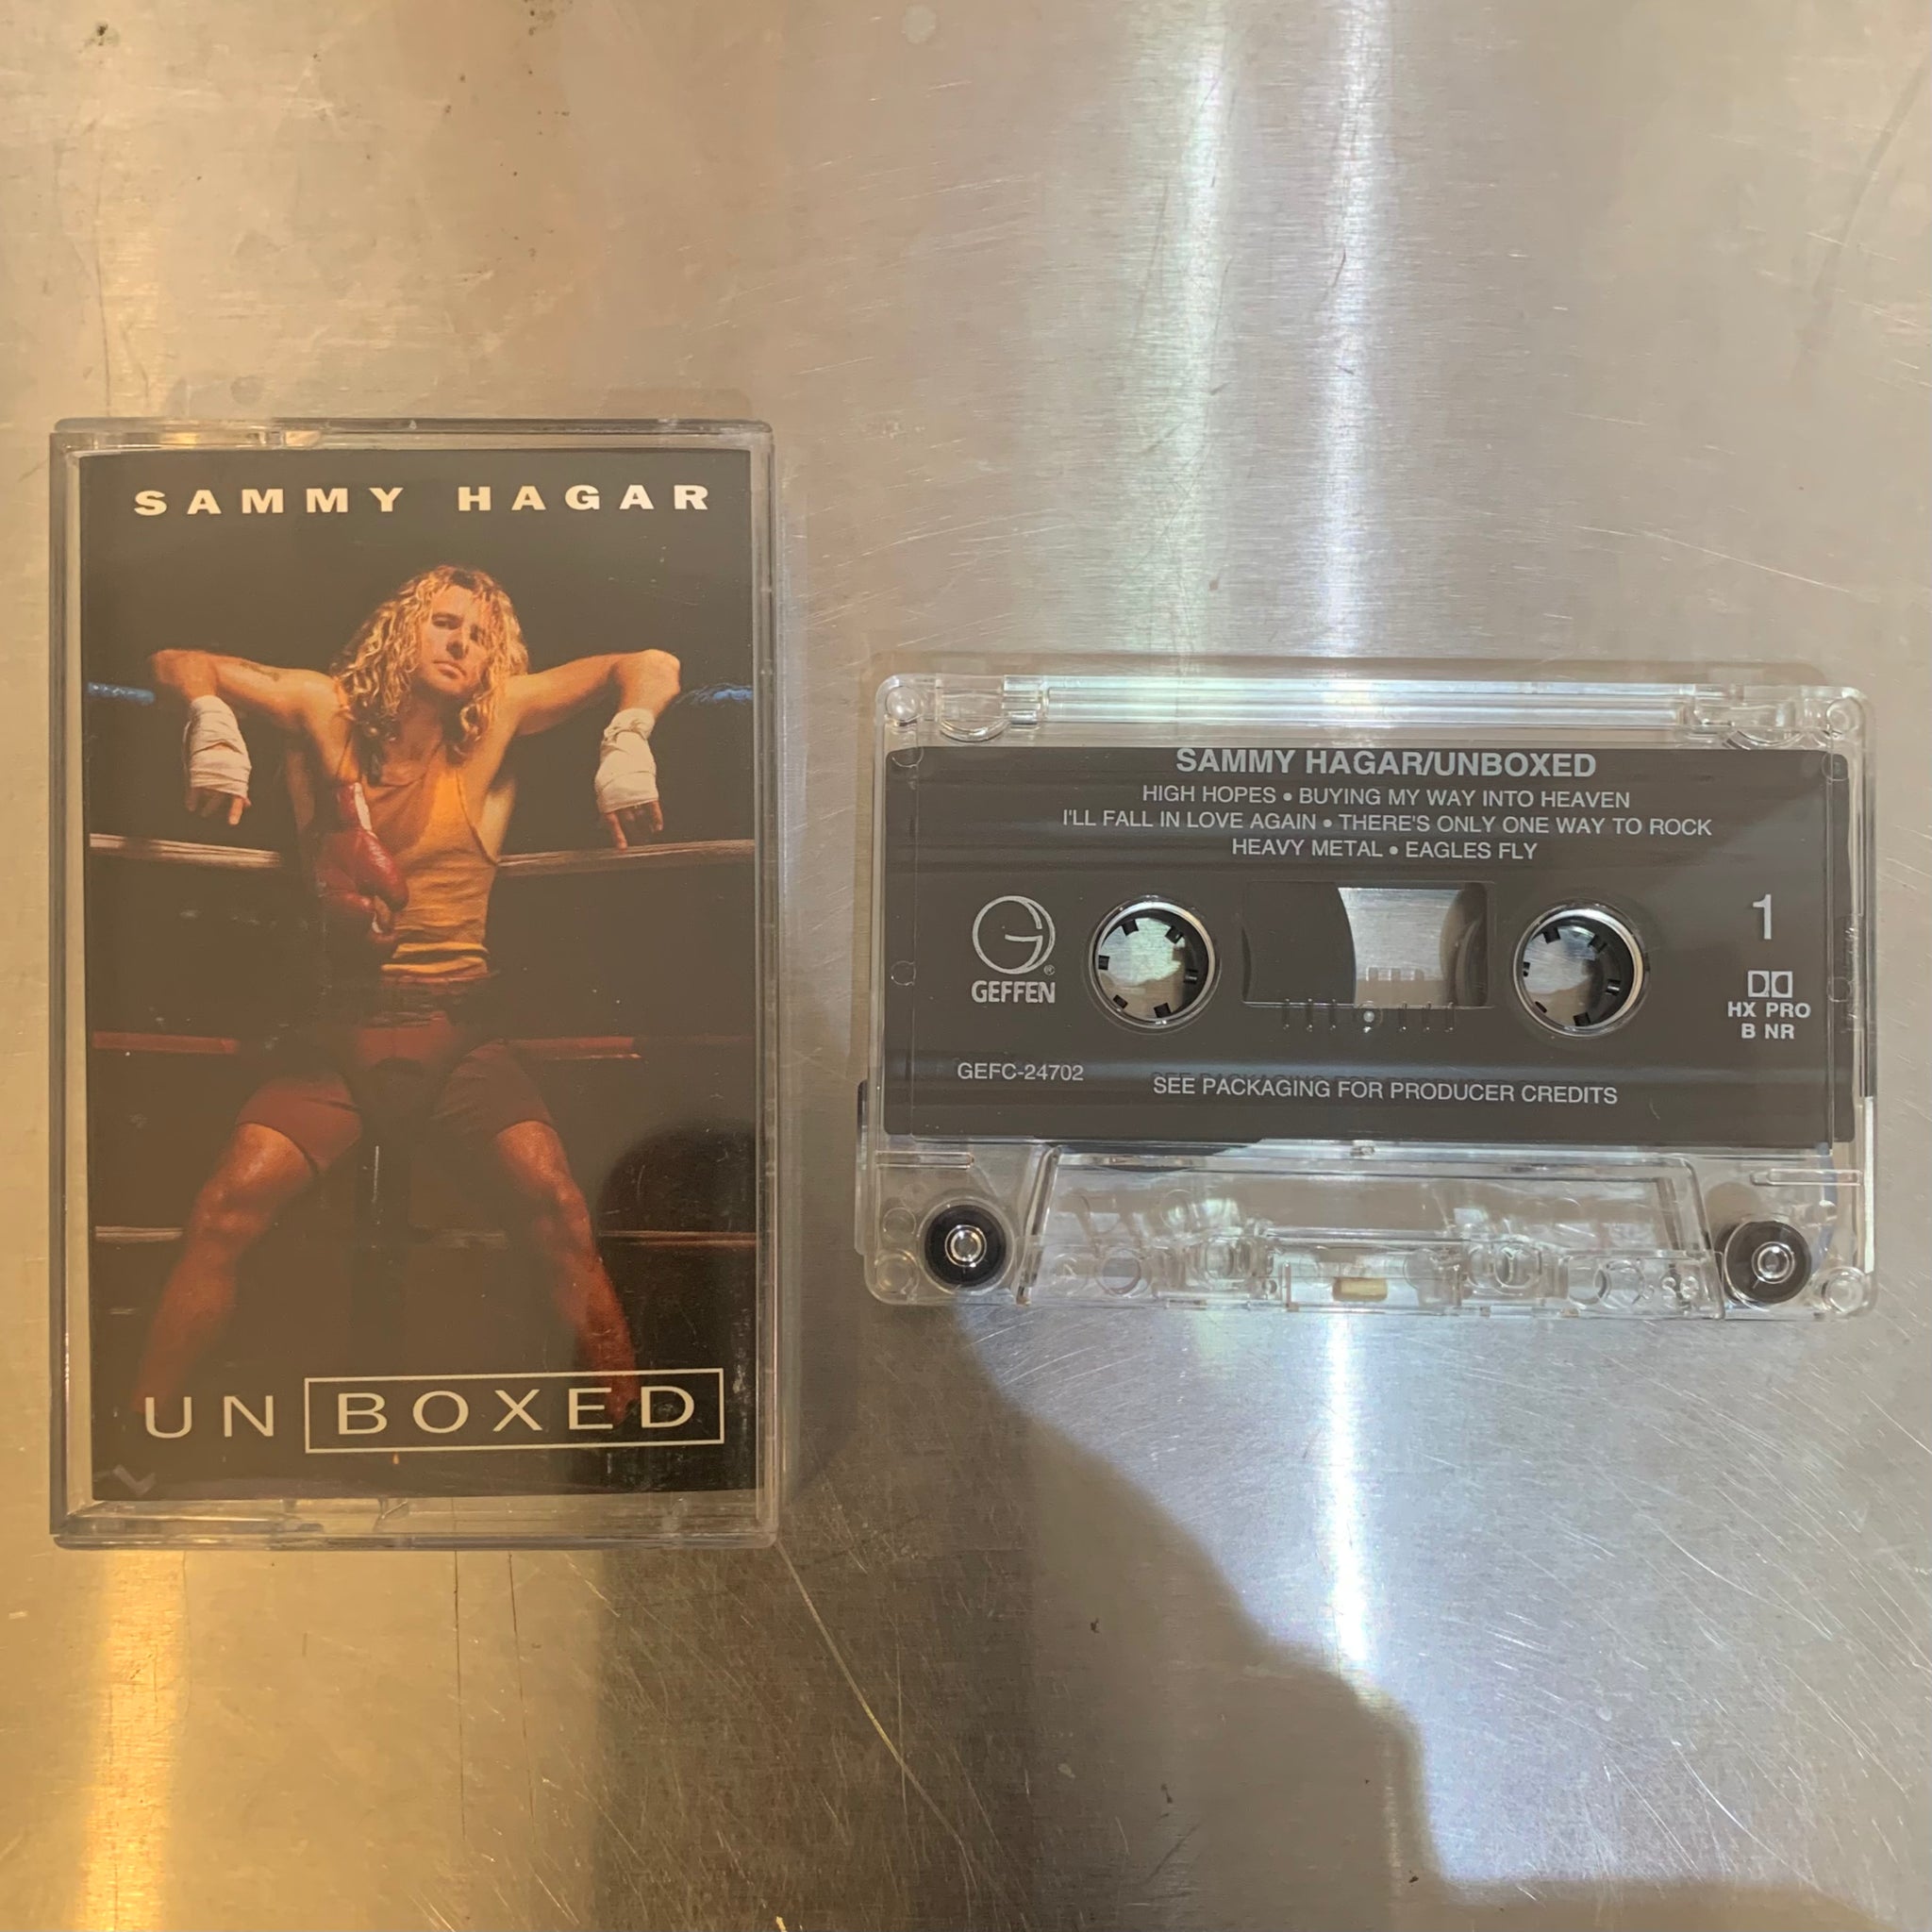 SAMMY HAGAR
UNBOXED
SAMMY HAGAR/UNBOXED
HIGH HOPES • BUYING MY WAY INTO HEAVEN
I'LL FALL IN LOVE AGAIN • THERE'S ONLY ONE WAY TO ROCK
HEAVY METAL • EAGLES FLY
G®
GEFFEN
1
HX PRO
B NR
GEFC-24702
SEE PACKAGING FOR PRODUCER CREDITS